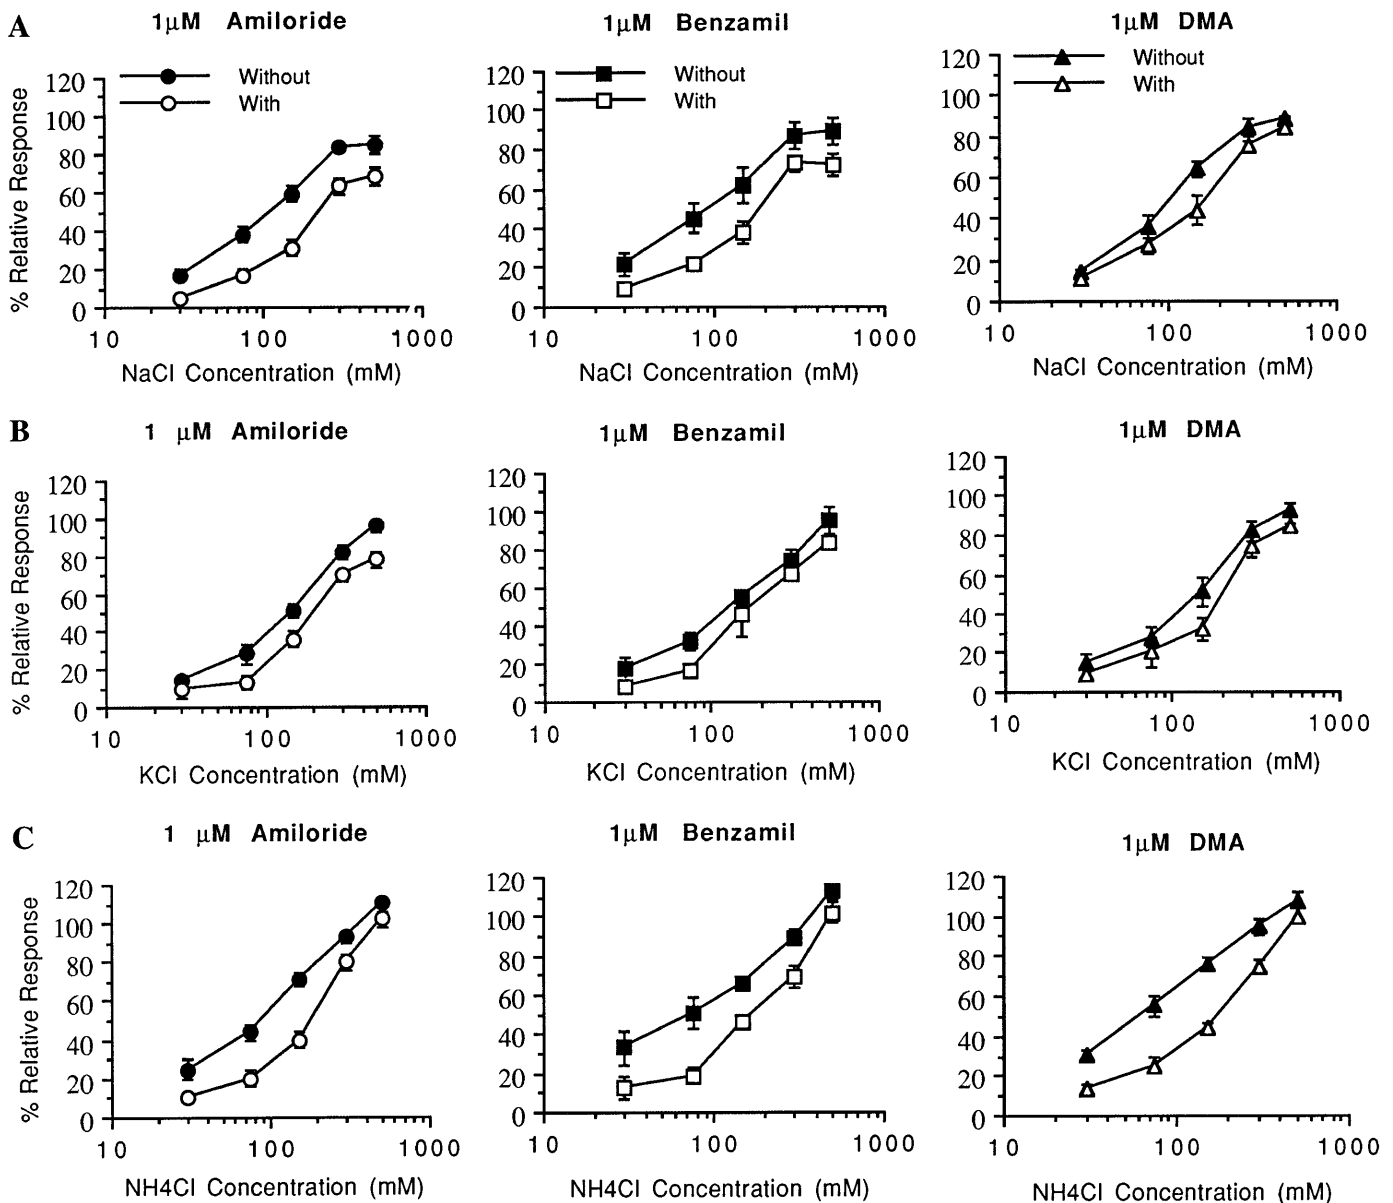 A
1μM Amiloride
1μM Benzamil
1μM DMA
Without
With
Without
With
Without
With
% Relative Response
120
100
80
60
40
20
0
10 100 1000
NaCl Concentration (mM)
120
100
80
60
40
20
0
10 100 1000
NaCl Concentration (mM)
120
100
80
60
40
20
0
10 100 1000
NaCl Concentration (mM)
B
1 μM Amiloride
1μM Benzamil
1μM DMA
% Relative Response
120
100
80
60
40
20
0
10 100 1000
KCl Concentration (mM)
120
100
80
60
40
20
0
10 100 1000
KCl Concentration (mM)
120
100
80
60
40
20
0
10 100 1000
KCl Concentration (mM)
C
1 μM Amiloride
1μM Benzamil
1μM DMA
% Relative Response
120
100
80
60
40
20
0
10 100 1000
NH4Cl Concentration (mM)
120
100
80
60
40
20
0
10 100 1000
NH4Cl Concentration (mM)
120
100
80
60
40
20
0
10 100 1000
NH4Cl Concentration (mM)